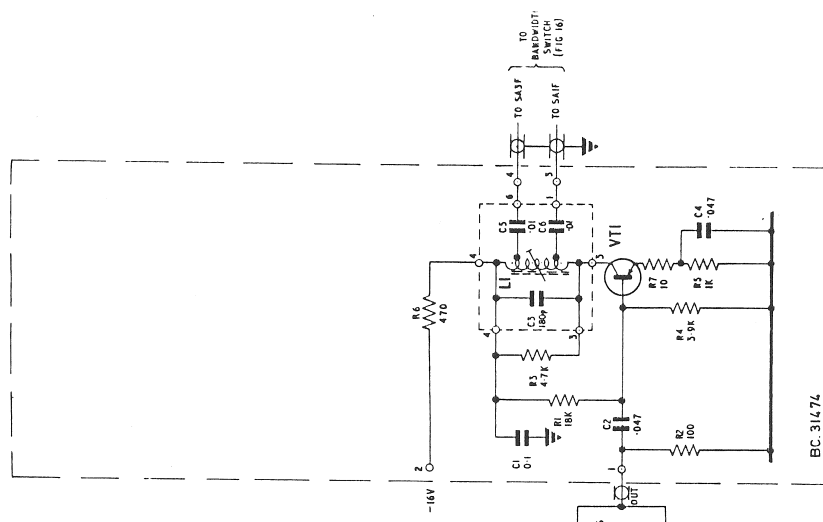 TO
BANDWIDTH
SWITCH
(FIG 16)
TO SA3F
TO SA1F
4
3
6
1
C5
.01
C6
.01
4
L1
5
VT1
C4
.047
R7
10
R5
1K
R6
470
C3
180p
4
3
R3
4.7K
R4
3.9K
R1
18K
C2
.047
R2
100
C1
0.1
2
-16V
1
OUT
BC. 31474